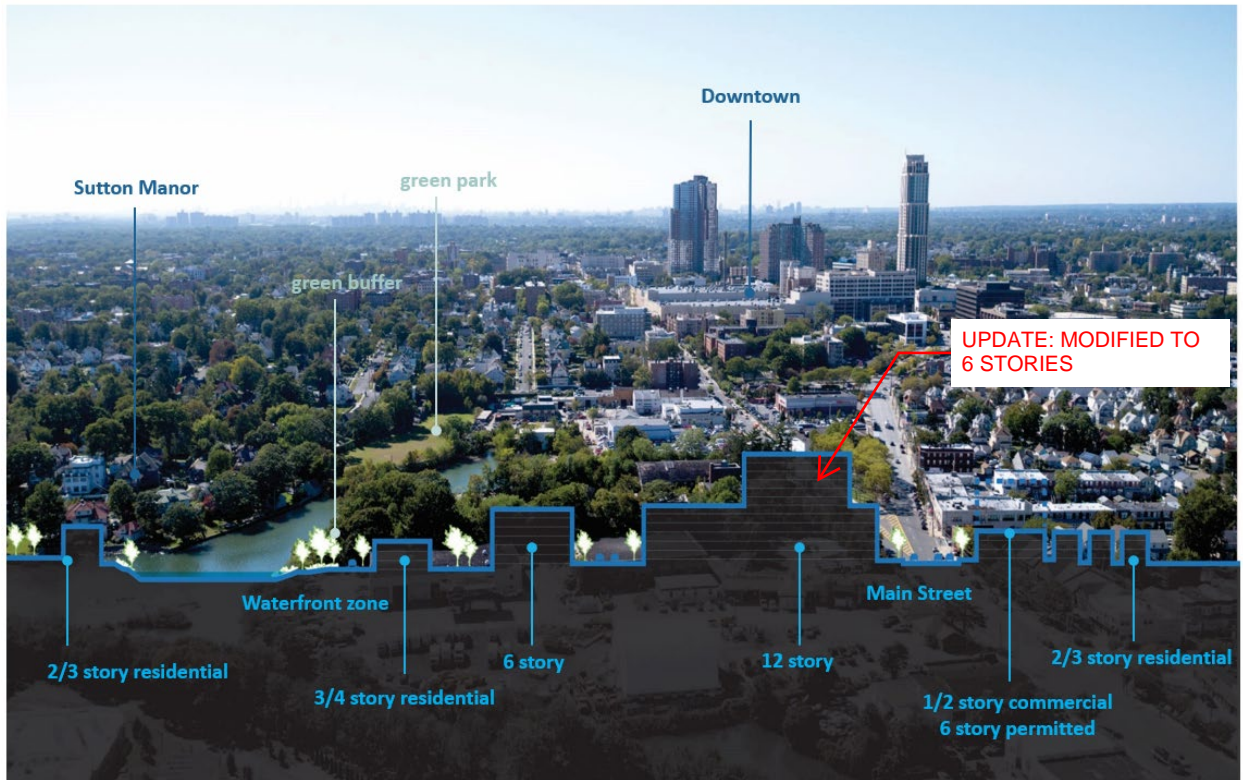 Downtown
Sutton Manor
green park
green buffer
UPDATE: MODIFIED TO
6 STORIES
Waterfront zone
Main Street
2/3 story residential
3/4 story residential
6 story
12 story
1/2 story commercial
6 story permitted
2/3 story residential